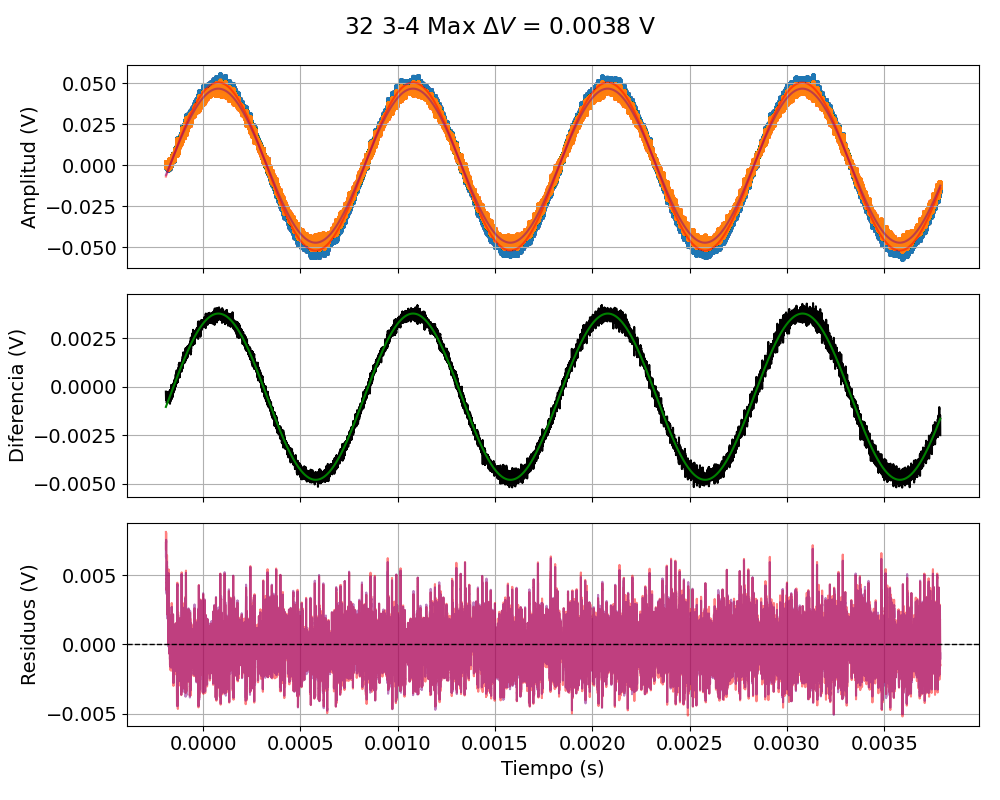 32 3-4 Max ΔV = 0.0038 V
Amplitud (V)
0.050
0.025
0.000
−0.025
−0.050
Diferencia (V)
0.0025
0.0000
−0.0025
−0.0050
Residuos (V)
0.005
0.000
−0.005
0.0000 0.0005 0.0010 0.0015 0.0020 0.0025 0.0030 0.0035
Tiempo (s)